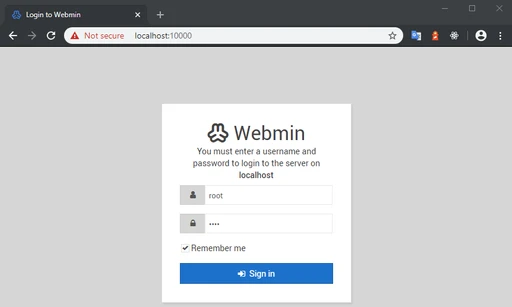 Login to Webmin
Not secure localhost:10000
Webmin
You must enter a username and
password to login to the server on
localhost
root
••••
Remember me
Sign in